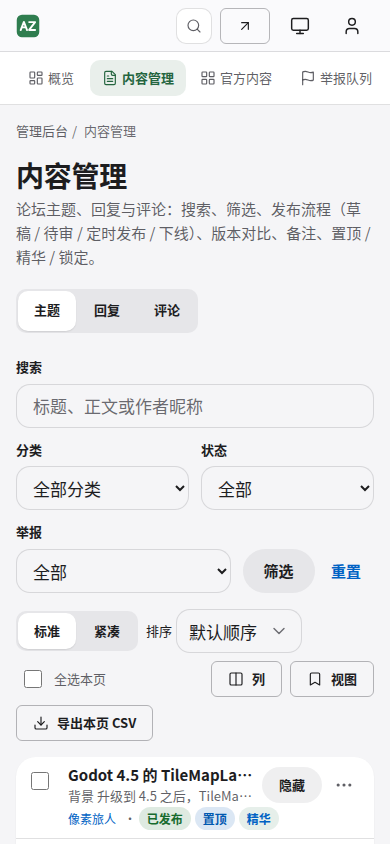 AZ
概览 内容管理 官方内容 举报队列
管理后台 / 内容管理
内容管理
论坛主题、回复与评论：搜索、筛选、发布流程（草
稿 / 待审 / 定时发布 / 下线）、版本对比、备注、置顶 /
精华 / 锁定。
主题 回复 评论
搜索
标题、正文或作者昵称
分类 状态
全部分类 全部
举报
全部 筛选 重置
标准 紧凑 排序 默认顺序
全选本页 列 视图
导出本页 CSV
Godot 4.5 的 TileMapLa… 隐藏
背景 升级到 4.5 之后，TileMa…
像素旅人 · 已发布 置顶 精华